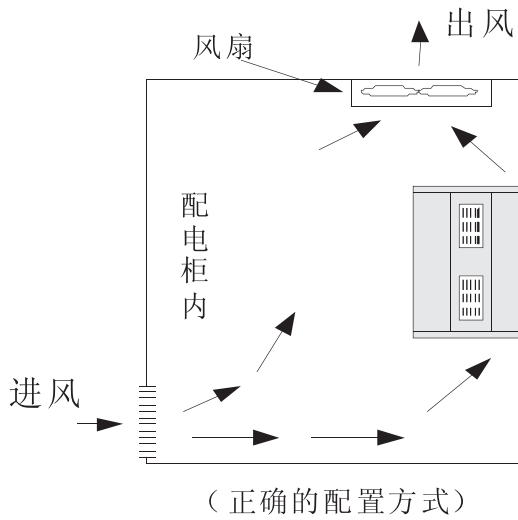 出风
风扇
配电柜内
进风
（正确的配置方式）